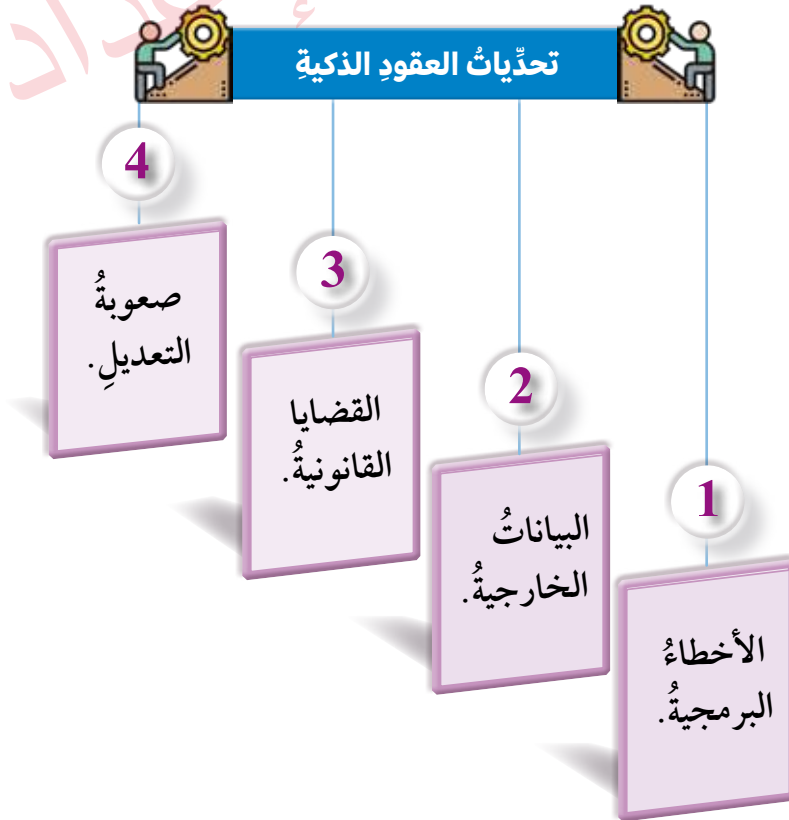 تحدِّياتُ العقودِ الذكيةِ
1
الأخطاءُ
البرمجيةُ.
2
البياناتُ
الخارجيةُ.
3
القضايا
القانونيةُ.
4
صعوبةُ
التعديلِ.